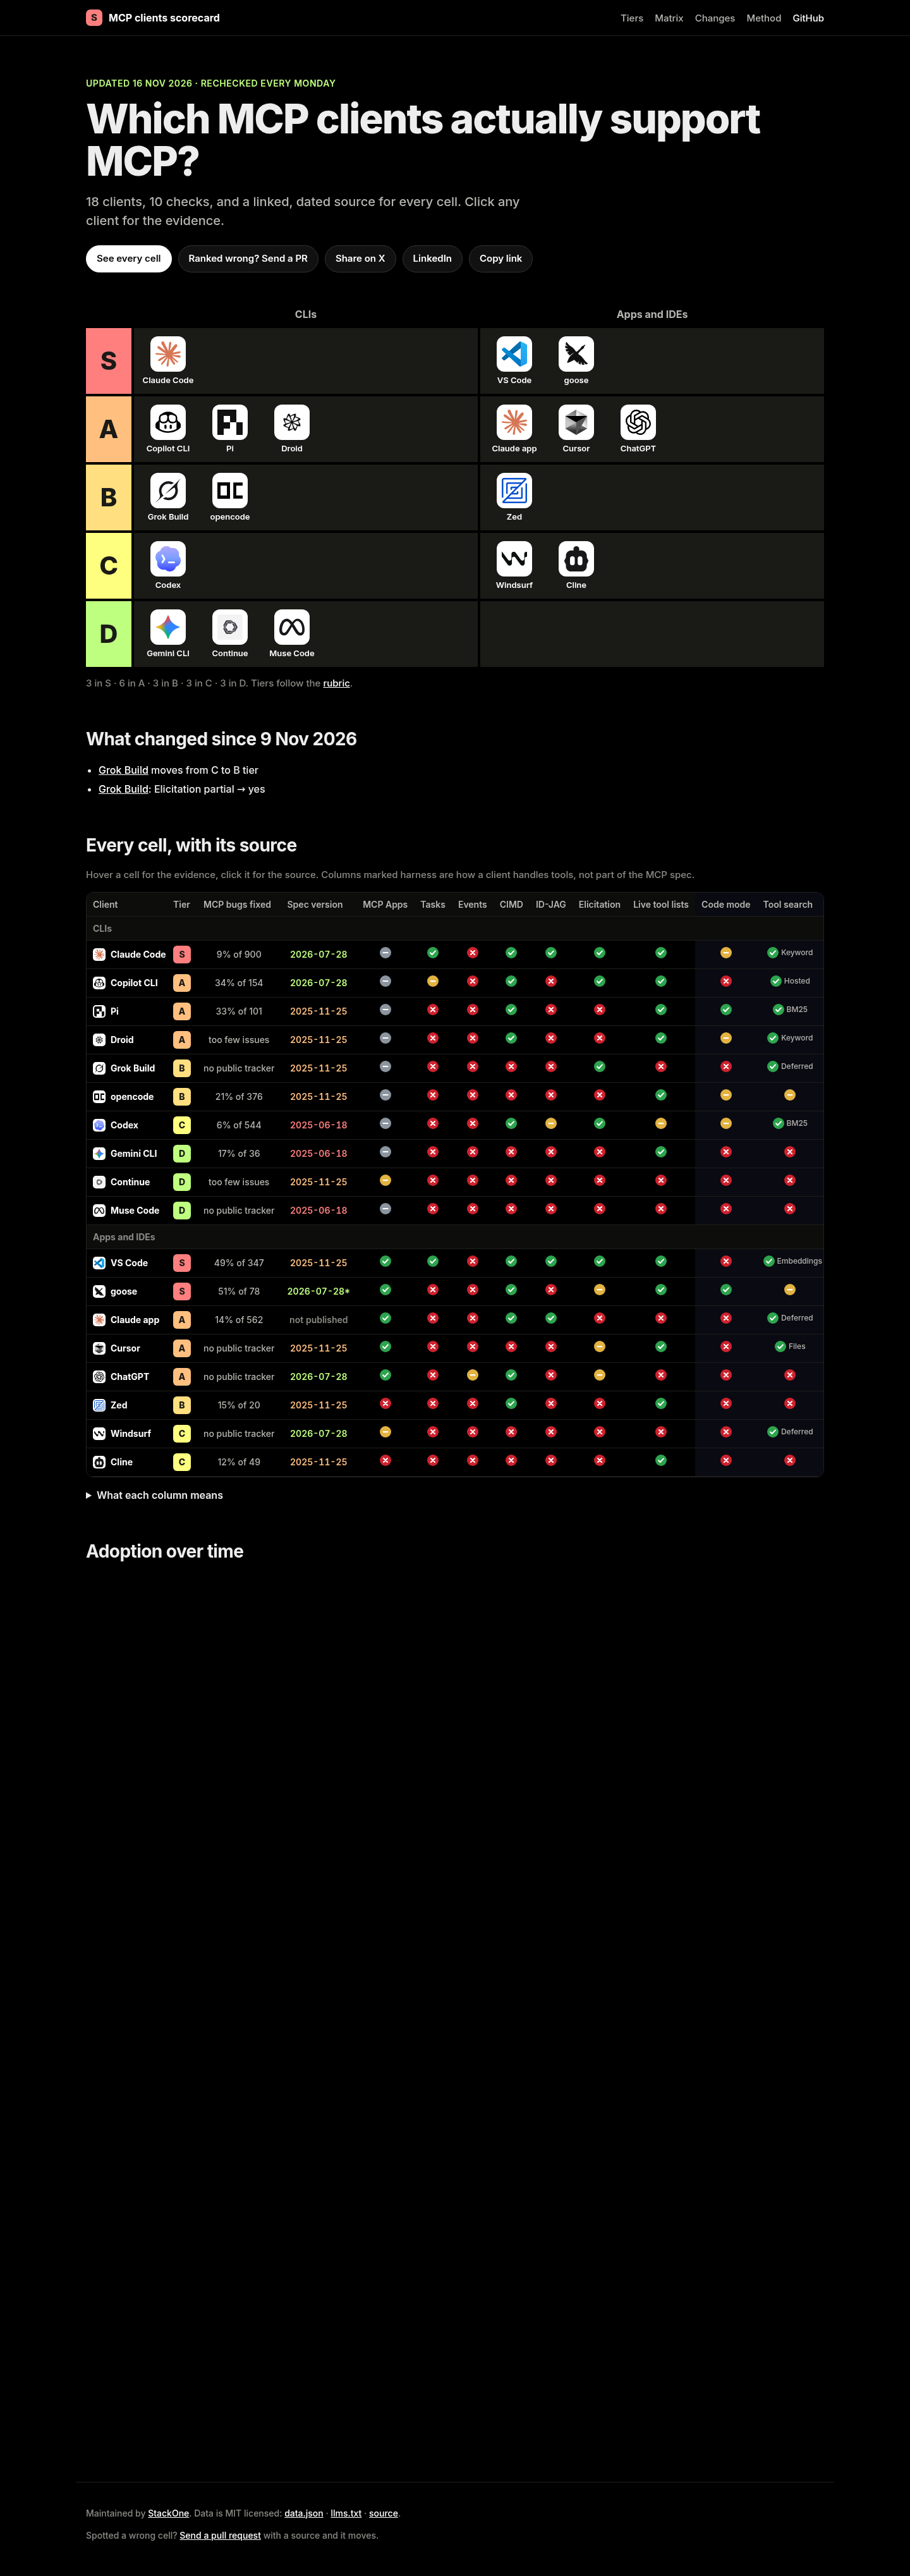 S MCP clients scorecard Tiers Matrix Changes Method GitHub
UPDATED 16 NOV 2026 · RECHECKED EVERY MONDAY
Which MCP clients actually support
MCP?
18 clients, 10 checks, and a linked, dated source for every cell. Click any
client for the evidence.
See every cell Ranked wrong? Send a PR Share on X LinkedIn Copy link
CLIs Apps and IDEs
S Claude Code VS Code goose
A Copilot CLI Pi Droid Claude app Cursor ChatGPT
B Grok Build opencode Zed
C Codex Windsurf Cline
D Gemini CLI Continue Muse Code
3 in S · 6 in A · 3 in B · 3 in C · 3 in D. Tiers follow the rubric.
What changed since 9 Nov 2026
• Grok Build moves from C to B tier
• Grok Build: Elicitation partial → yes
Every cell, with its source
Hover a cell for the evidence, click it for the source. Columns marked harness are how a client handles tools, not part of the MCP spec.
Client Tier MCP bugs fixed Spec version MCP Apps Tasks Events CIMD ID-JAG Elicitation Live tool lists Code mode Tool search
CLIs
Claude Code S 9% of 900 2026-07-28 Keyword
Copilot CLI A 34% of 154 2026-07-28 Hosted
Pi A 33% of 101 2025-11-25 BM25
Droid A too few issues 2025-11-25 Keyword
Grok Build B no public tracker 2025-11-25 Deferred
opencode B 21% of 376 2025-11-25
Codex C 6% of 544 2025-06-18 BM25
Gemini CLI D 17% of 36 2025-06-18
Continue D too few issues 2025-11-25
Muse Code D no public tracker 2025-06-18
Apps and IDEs
VS Code S 49% of 347 2025-11-25 Embeddings
goose S 51% of 78 2026-07-28*
Claude app A 14% of 562 not published Deferred
Cursor A no public tracker 2025-11-25 Files
ChatGPT A no public tracker 2026-07-28
Zed B 15% of 20 2025-11-25
Windsurf C no public tracker 2026-07-28 Deferred
Cline C 12% of 49 2025-11-25
What each column means
Adoption over time
Maintained by StackOne. Data is MIT licensed: data.json · llms.txt · source.
Spotted a wrong cell? Send a pull request with a source and it moves.